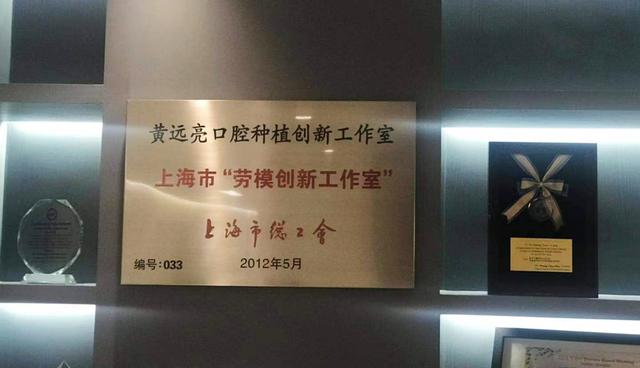 黄远亮口腔种植创新工作室
上海市“劳模创新工作室”
上海市总工會
编号:033
2012年5月